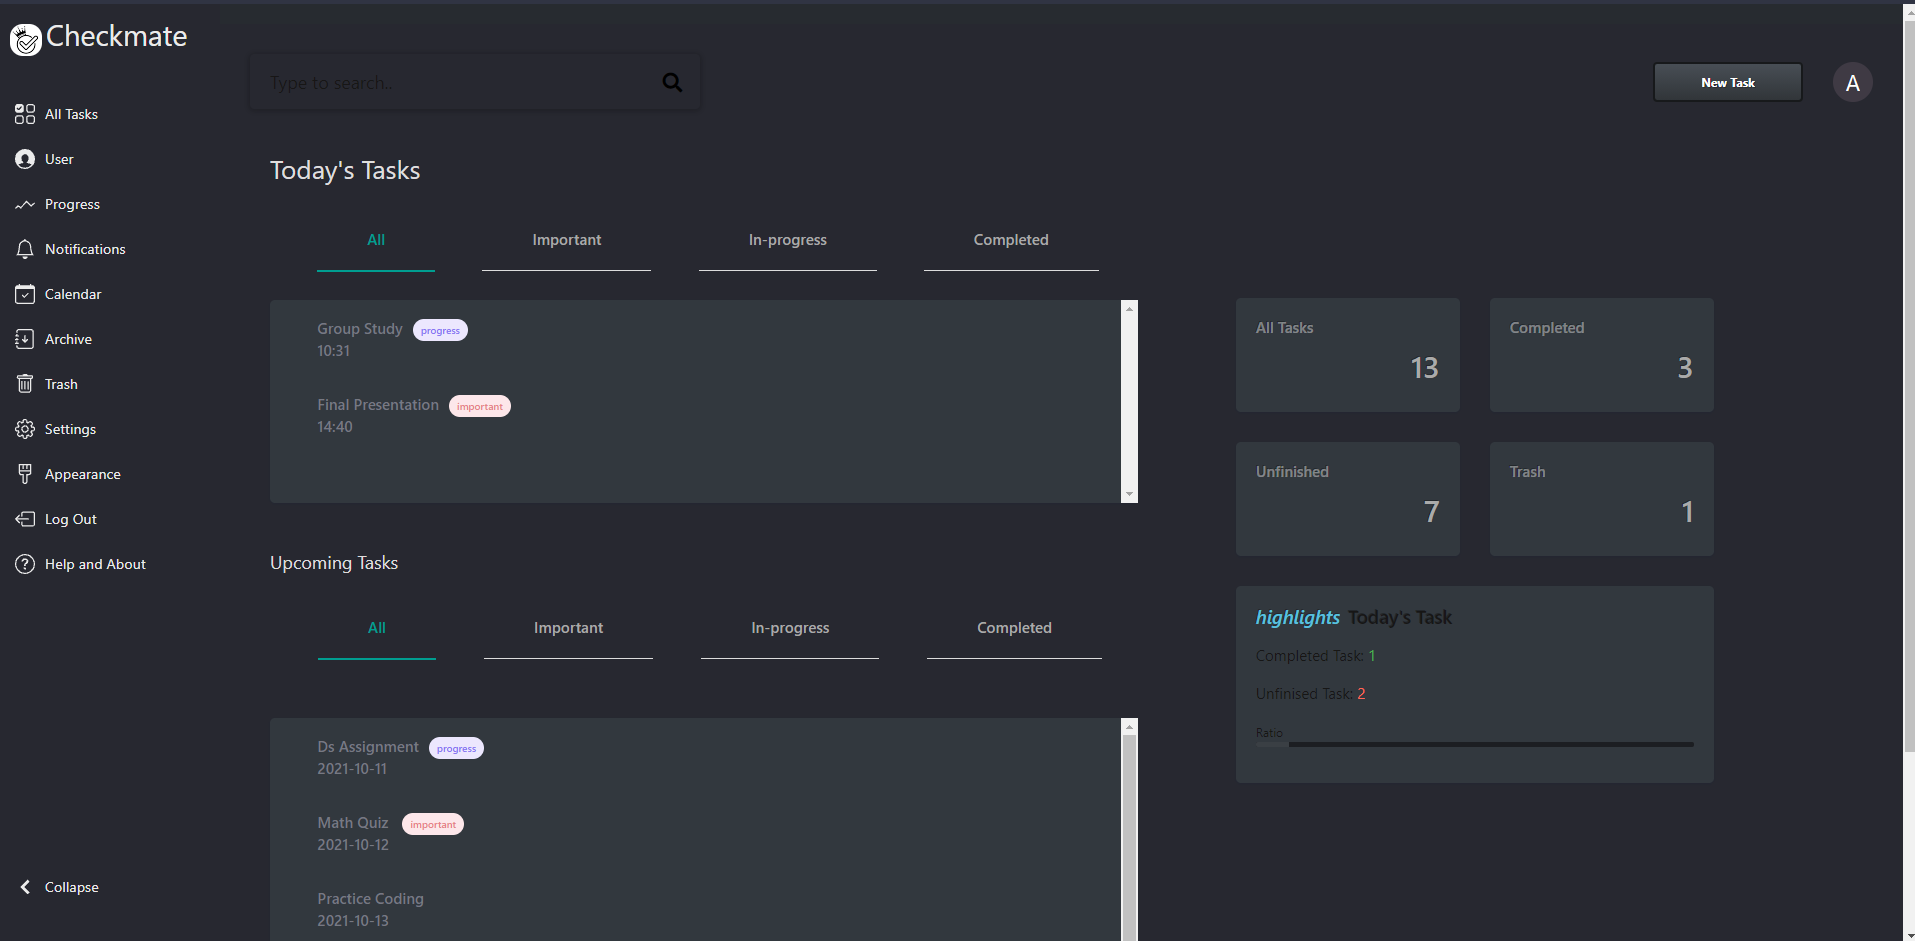 Checkmate
Type to search..
New Task
A
All Tasks
User
Progress
Notifications
Calendar
Archive
Trash
Settings
Appearance
Log Out
Help and About
Collapse
Today's Tasks
All Important In-progress Completed
Group Study progress
10:31
Final Presentation important
14:40
Upcoming Tasks
All Important In-progress Completed
Ds Assignment progress
2021-10-11
Math Quiz important
2021-10-12
Practice Coding
2021-10-13
All Tasks
13
Completed
3
Unfinished
7
Trash
1
highlights Today's Task
Completed Task: 1
Unfinised Task: 2
Ratio